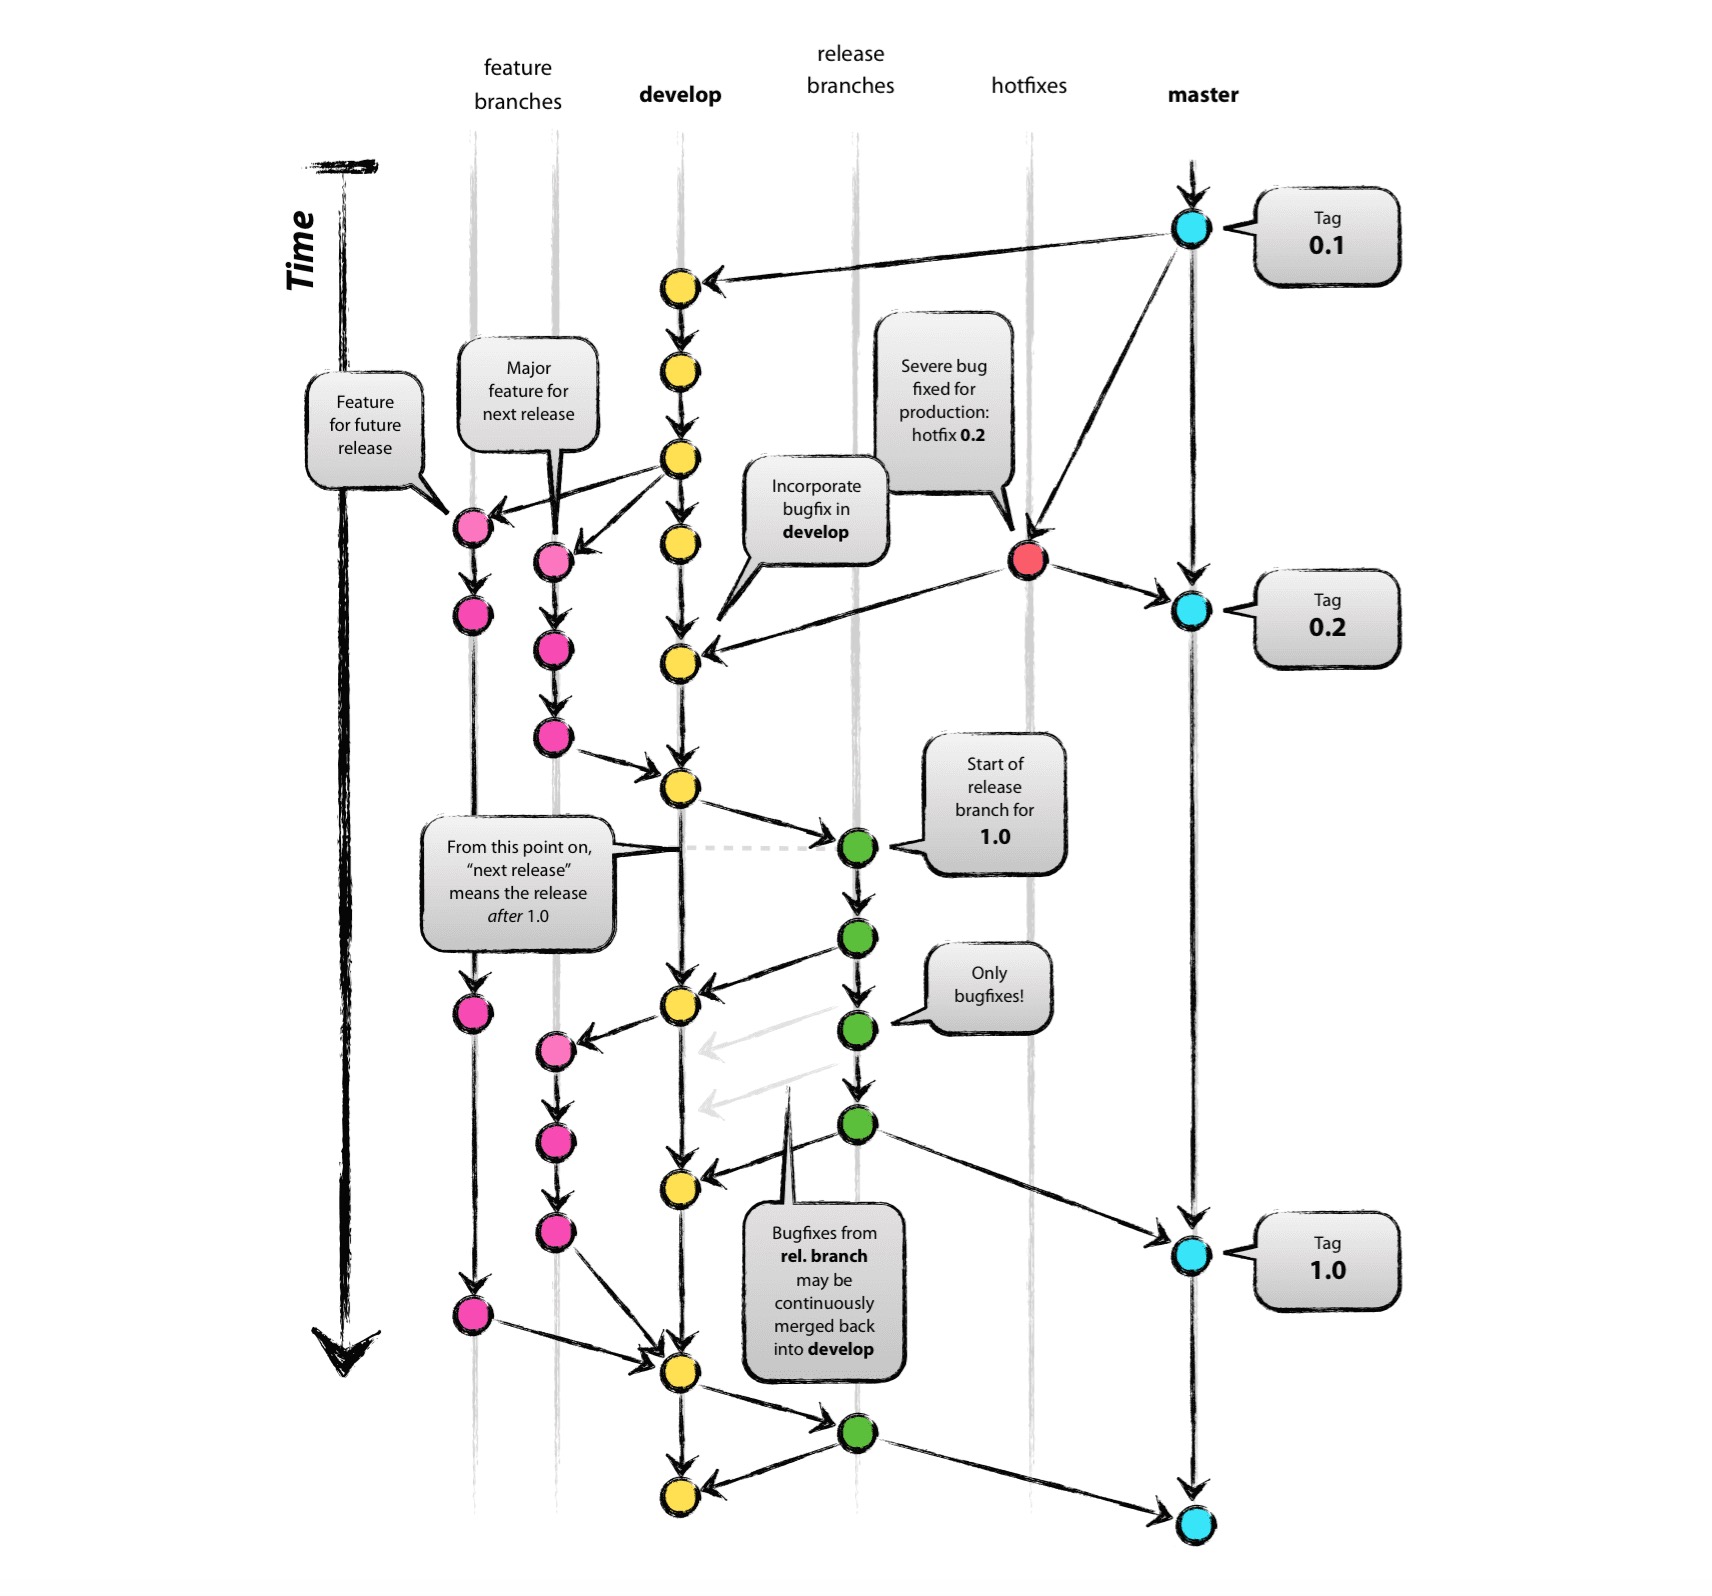 feature
branches
develop
release
branches
hotfixes
master
Time
Tag
0.1
Major
feature for
next release
Feature
for future
release
Severe bug
fixed for
production:
hotfix 0.2
Incorporate
bugfix in
develop
Tag
0.2
Start of
release
branch for
1.0
From this point on,
“next release”
means the release
after 1.0
Only
bugfixes!
Bugfixes from
rel. branch
may be
continuously
merged back
into develop
Tag
1.0